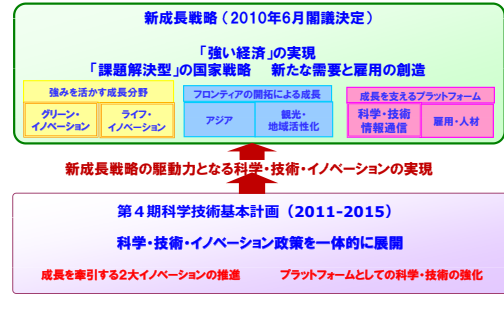 新成長戦略（2010年6月閣議決定）
「強い経済」の実現
「課題解決型」の国家戦略　新たな需要と雇用の創造
強みを活かす成長分野
グリーン・
イノベーション
ライフ・
イノベーション
フロンティアの開拓による成長
アジア
観光・
地域活性化
成長を支えるプラットフォーム
科学・技術
情報通信
雇用・人材
新成長戦略の駆動力となる科学・技術・イノベーションの実現
第４期科学技術基本計画（2011-2015）
科学・技術・イノベーション政策を一体的に展開
成長を牽引する2大イノベーションの推進
プラットフォームとしての科学・技術の強化